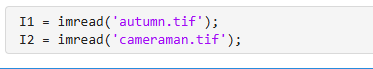 I1 = imread('autumn.tif');
I2 = imread('cameraman.tif');